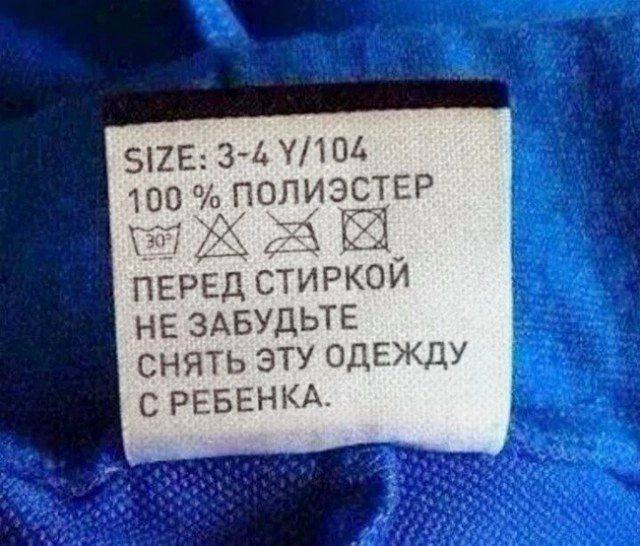 SIZE: 3-4 Y/104
100 % ПОЛИЭСТЕР
30°
ПЕРЕД СТИРКОЙ
НЕ ЗАБУДЬТЕ
СНЯТЬ ЭТУ ОДЕЖДУ
С РЕБЕНКА.